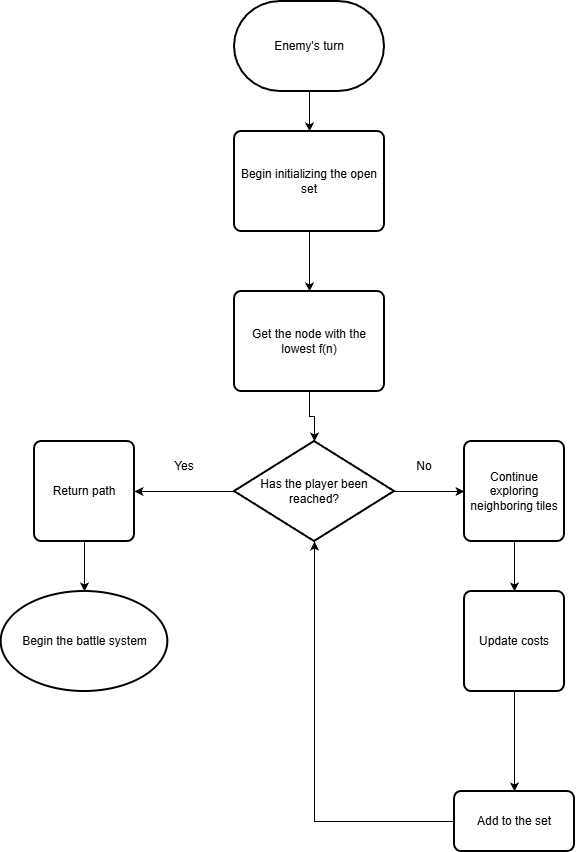 Enemy's turn
Begin initializing the open
set
Get the node with the
lowest f(n)
Has the player been
reached?
Yes
No
Return path
Continue
exploring
neighboring tiles
Begin the battle system
Update costs
Add to the set